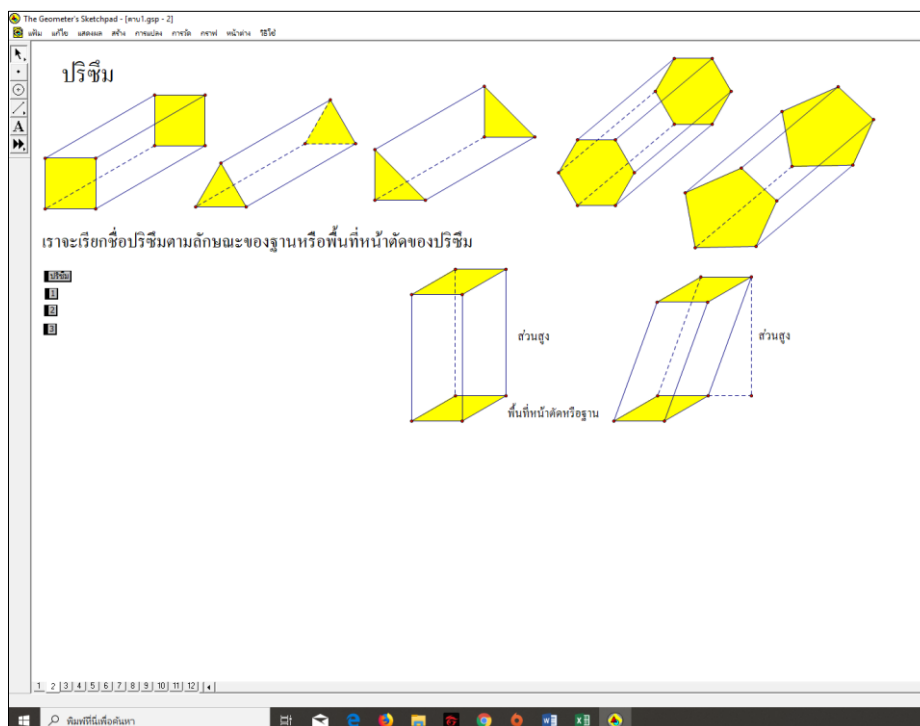 The Geometer's Sketchpad - [คาบ1.gsp - 2]
แฟ้ม แก้ไข แสดงผล สร้าง การแปลง การวัด กราฟ หน้าต่าง วิธีใช้
A
ปริซึม
เราจะเรียกชื่อปริซึมตามลักษณะของฐานหรือพื้นที่หน้าตัดของปริซึม
ปริซึม
1
2
3
ส่วนสูง
ส่วนสูง
พื้นที่หน้าตัดหรือฐาน
1 2 3 4 5 6 7 8 9 10 11 12
พิมพ์ที่นี่เพื่อค้นหา